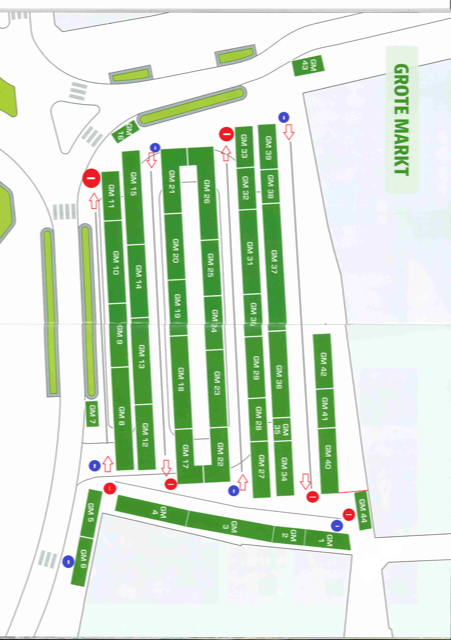 GROTE MARKT
GM 43
GM 16
GM 39
GM 38
GM 37
GM 36
GM 35
GM 34
GM 33
GM 32
GM 31
GM 30
GM 29
GM 28
GM 27
GM 26
GM 25
GM 24
GM 23
GM 22
GM 21
GM 20
GM 19
GM 18
GM 17
GM 15
GM 14
GM 13
GM 12
GM 11
GM 10
GM 9
GM 8
GM 7
GM 42
GM 41
GM 40
GM 44
GM 5
GM 6
GM 4
GM 3
GM 2
GM 1